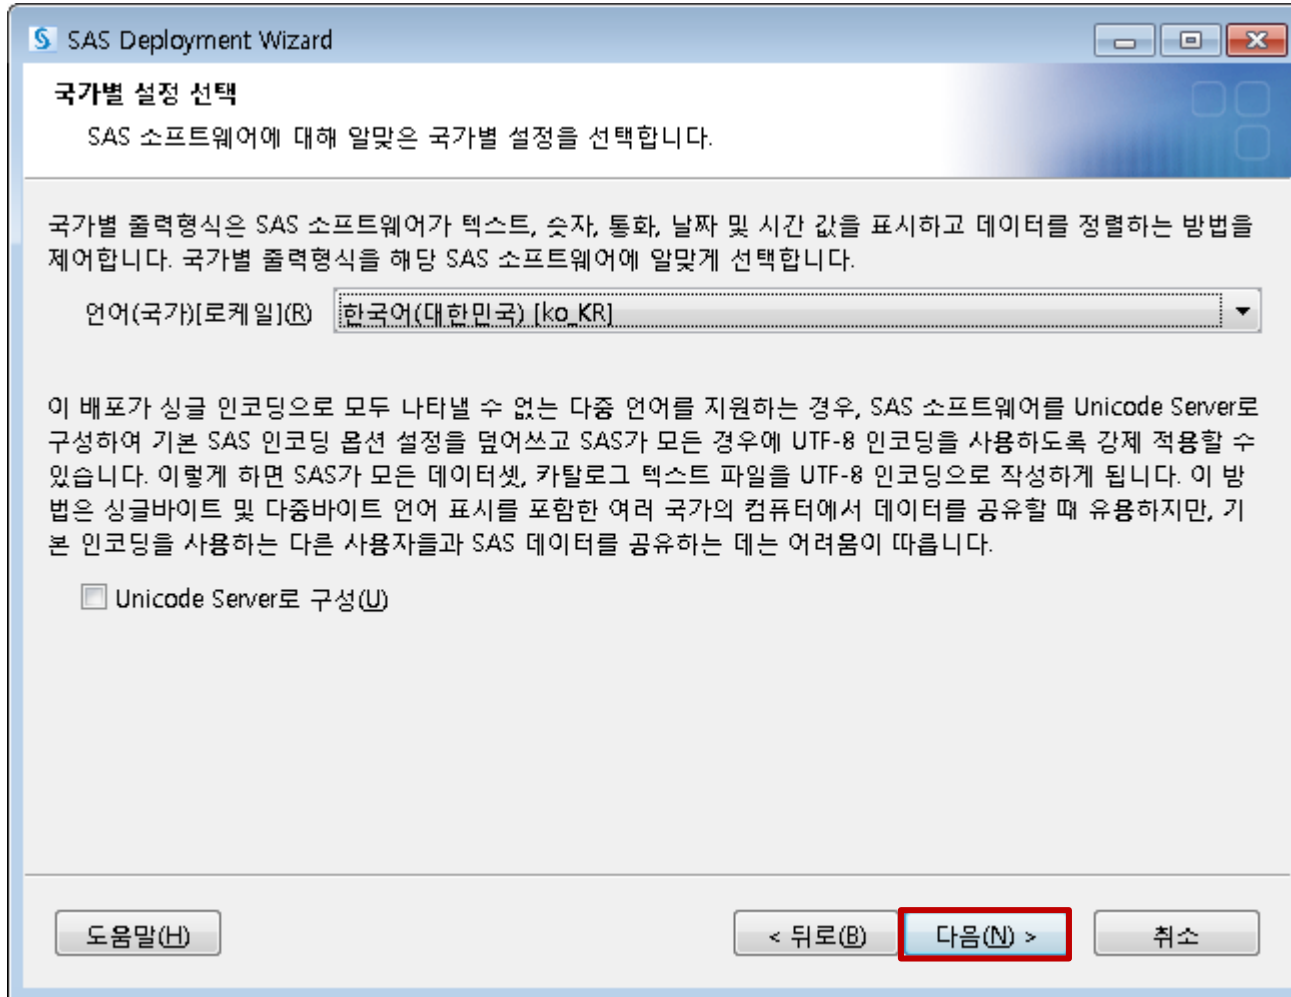 SAS Deployment Wizard
국가별 설정 선택
SAS 소프트웨어에 대해 알맞은 국가별 설정을 선택합니다.
국가별 출력형식은 SAS 소프트웨어가 텍스트, 숫자, 통화, 날짜 및 시간 값을 표시하고 데이터를 정렬하는 방법을
제어합니다. 국가별 출력형식을 해당 SAS 소프트웨어에 알맞게 선택합니다.
언어(국가)[로케일](R) 한국어(대한민국) [ko_KR]
이 배포가 싱글 인코딩으로 모두 나타낼 수 없는 다중 언어를 지원하는 경우, SAS 소프트웨어를 Unicode Server로
구성하여 기본 SAS 인코딩 옵션 설정을 덮어쓰고 SAS가 모든 경우에 UTF-8 인코딩을 사용하도록 강제 적용할 수
있습니다. 이렇게 하면 SAS가 모든 데이터셋, 카탈로그 텍스트 파일을 UTF-8 인코딩으로 작성하게 됩니다. 이 방
법은 싱글바이트 및 다중바이트 언어 표시를 포함한 여러 국가의 컴퓨터에서 데이터를 공유할 때 유용하지만, 기
본 인코딩을 사용하는 다른 사용자들과 SAS 데이터를 공유하는 데는 어려움이 따릅니다.
Unicode Server로 구성(U)
도움말(H) < 뒤로(B) 다음(N) > 취소